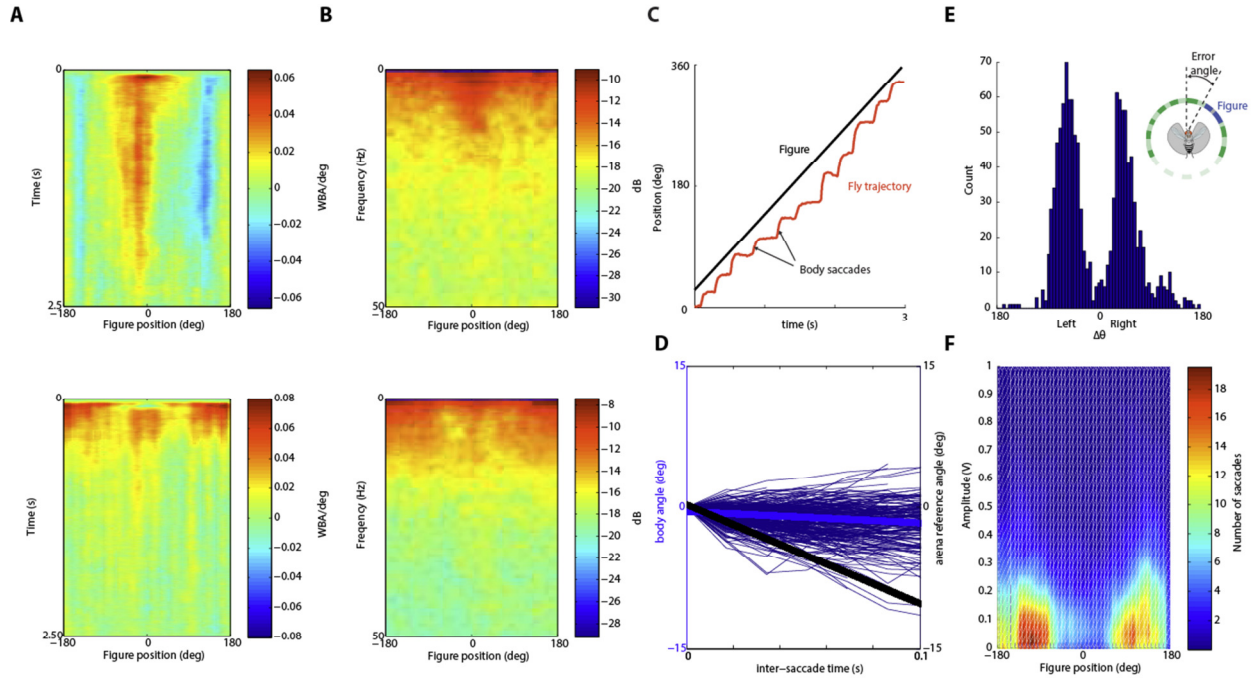 A
0
Time (s)
2.5
−180
0
180
Figure position (deg)
0.06
0.04
0.02
0
−0.02
−0.04
−0.06
WBA/deg
0
Time(s)
2.50
−180
0
180
Figure position (deg)
0.08
0.06
0.04
0.02
0
−0.02
−0.04
−0.06
−0.08
WBA/deg
B
0
Frequency (Hz)
50
−180
0
180
Figure position (deg)
−10
−12
−14
−16
−18
−20
−22
−24
−26
−28
−30
dB
0
Frequency (Hz)
50
−180
0
180
Figure position (deg)
−8
−10
−12
−14
−16
−18
−20
−22
−24
−26
−28
dB
C
360
180
0
Position (deg)
Figure
Fly trajectory
Body saccades
time (s)
3
D
15
0
−15
body angle (deg)
15
0
−15
arena reference angle (deg)
0
0.1
inter−saccade time (s)
E
70
60
50
40
30
20
10
0
Count
180
0
180
Left
Right
Δθ
Error
angle
Figure
F
1
0.9
0.8
0.7
0.6
0.5
0.4
0.3
0.2
0.1
0
Amplitude (V)
−180
0
180
Figure position (deg)
18
16
14
12
10
8
6
4
2
Number of saccades